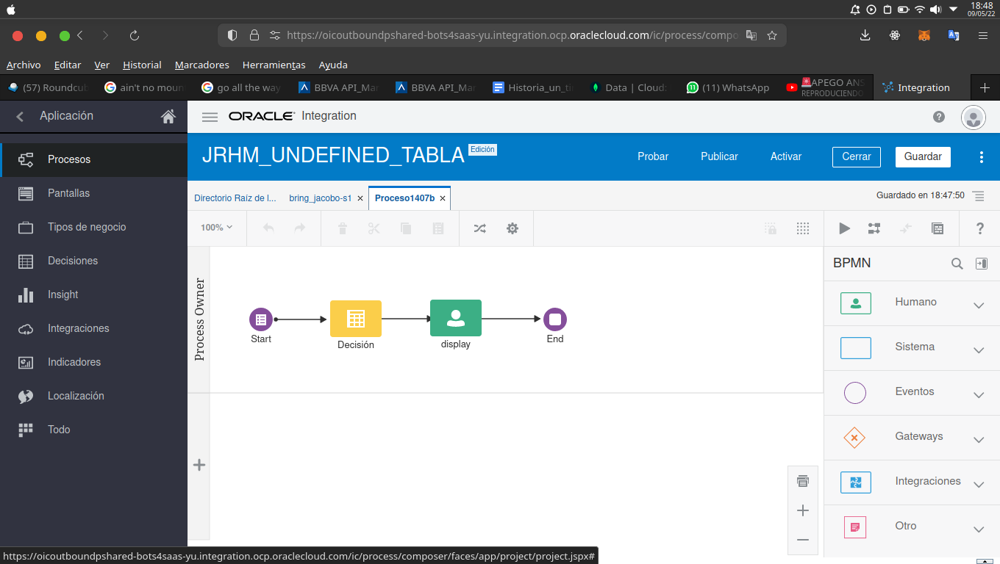 18:48
09/05/22
https://oicoutboundpshared-bots4saas-yu.integration.ocp.oraclecloud.com/ic/process/compo
Archivo Editar Ver Historial Marcadores Herramientas Ayuda
(57) Roundcub
ain't no moun
go all the way
BBVA API_Mar
BBVA API_Mar
Historia_un_tin
Data | Cloud:
11
(11) WhatsApp
APEGO ANS
REPRODUCIENDO
Integration
Aplicación
ORACLE Integration
JRHM_UNDEFINED_TABLA Edición
Probar Publicar Activar Cerrar Guardar
Procesos
Pantallas
Tipos de negocio
Decisiones
Insight
Integraciones
Indicadores
Localización
Todo
Directorio Raíz de l... bring_jacobo-s1 Proceso1407b
Guardado en 18:47:50
100%
Process Owner
Start
Decisión
display
End
BPMN
Humano
Sistema
Eventos
Gateways
Integraciones
Otro
https://oicoutboundpshared-bots4saas-yu.integration.ocp.oraclecloud.com/ic/process/composer/faces/app/project/project.jspx#